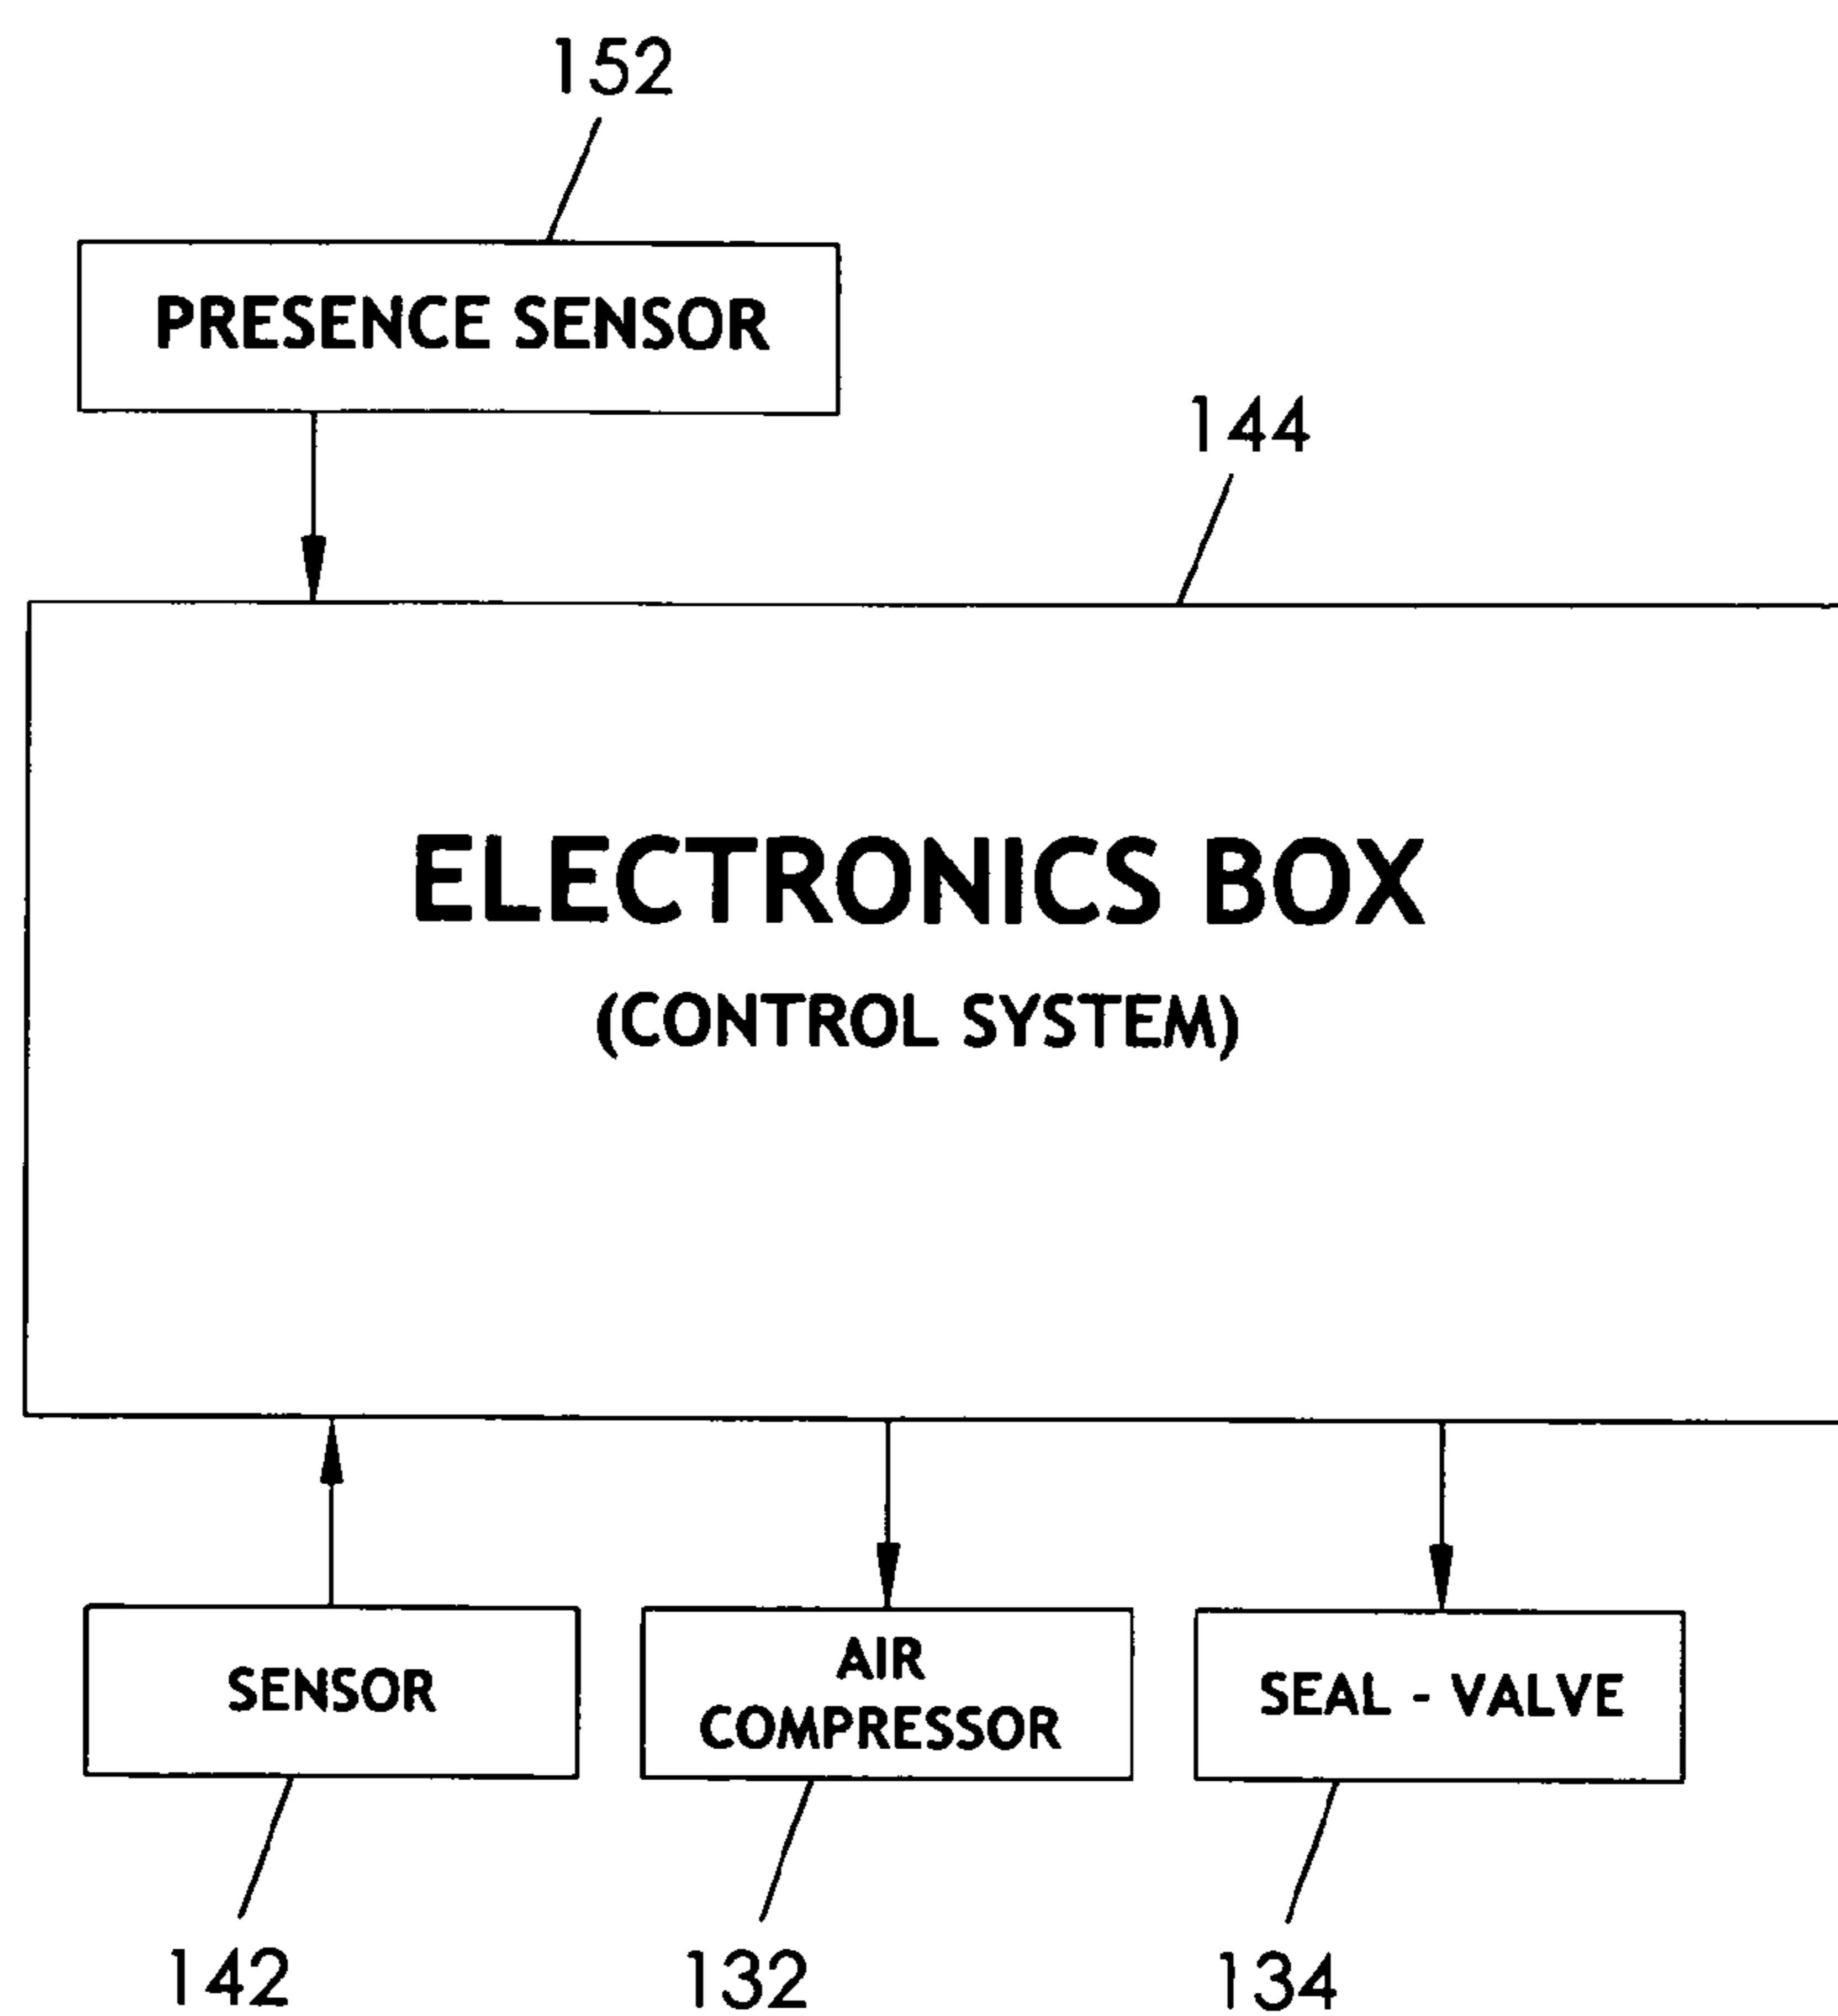 152
PRESENCE SENSOR
144
ELECTRONICS BOX
(CONTROL SYSTEM)
SENSOR
AIR
COMPRESSOR
SEAL - VALVE
142
132
134